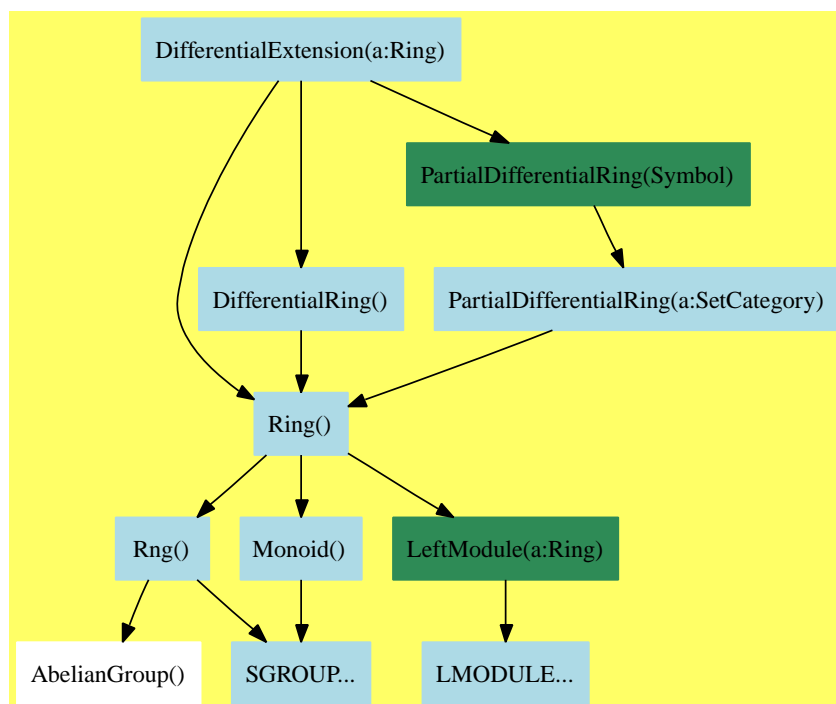 DifferentialExtension(a:Ring)
PartialDifferentialRing(Symbol)
DifferentialRing()
PartialDifferentialRing(a:SetCategory)
Ring()
Rng()
Monoid()
LeftModule(a:Ring)
AbelianGroup()
SGROUP...
LMODULE...